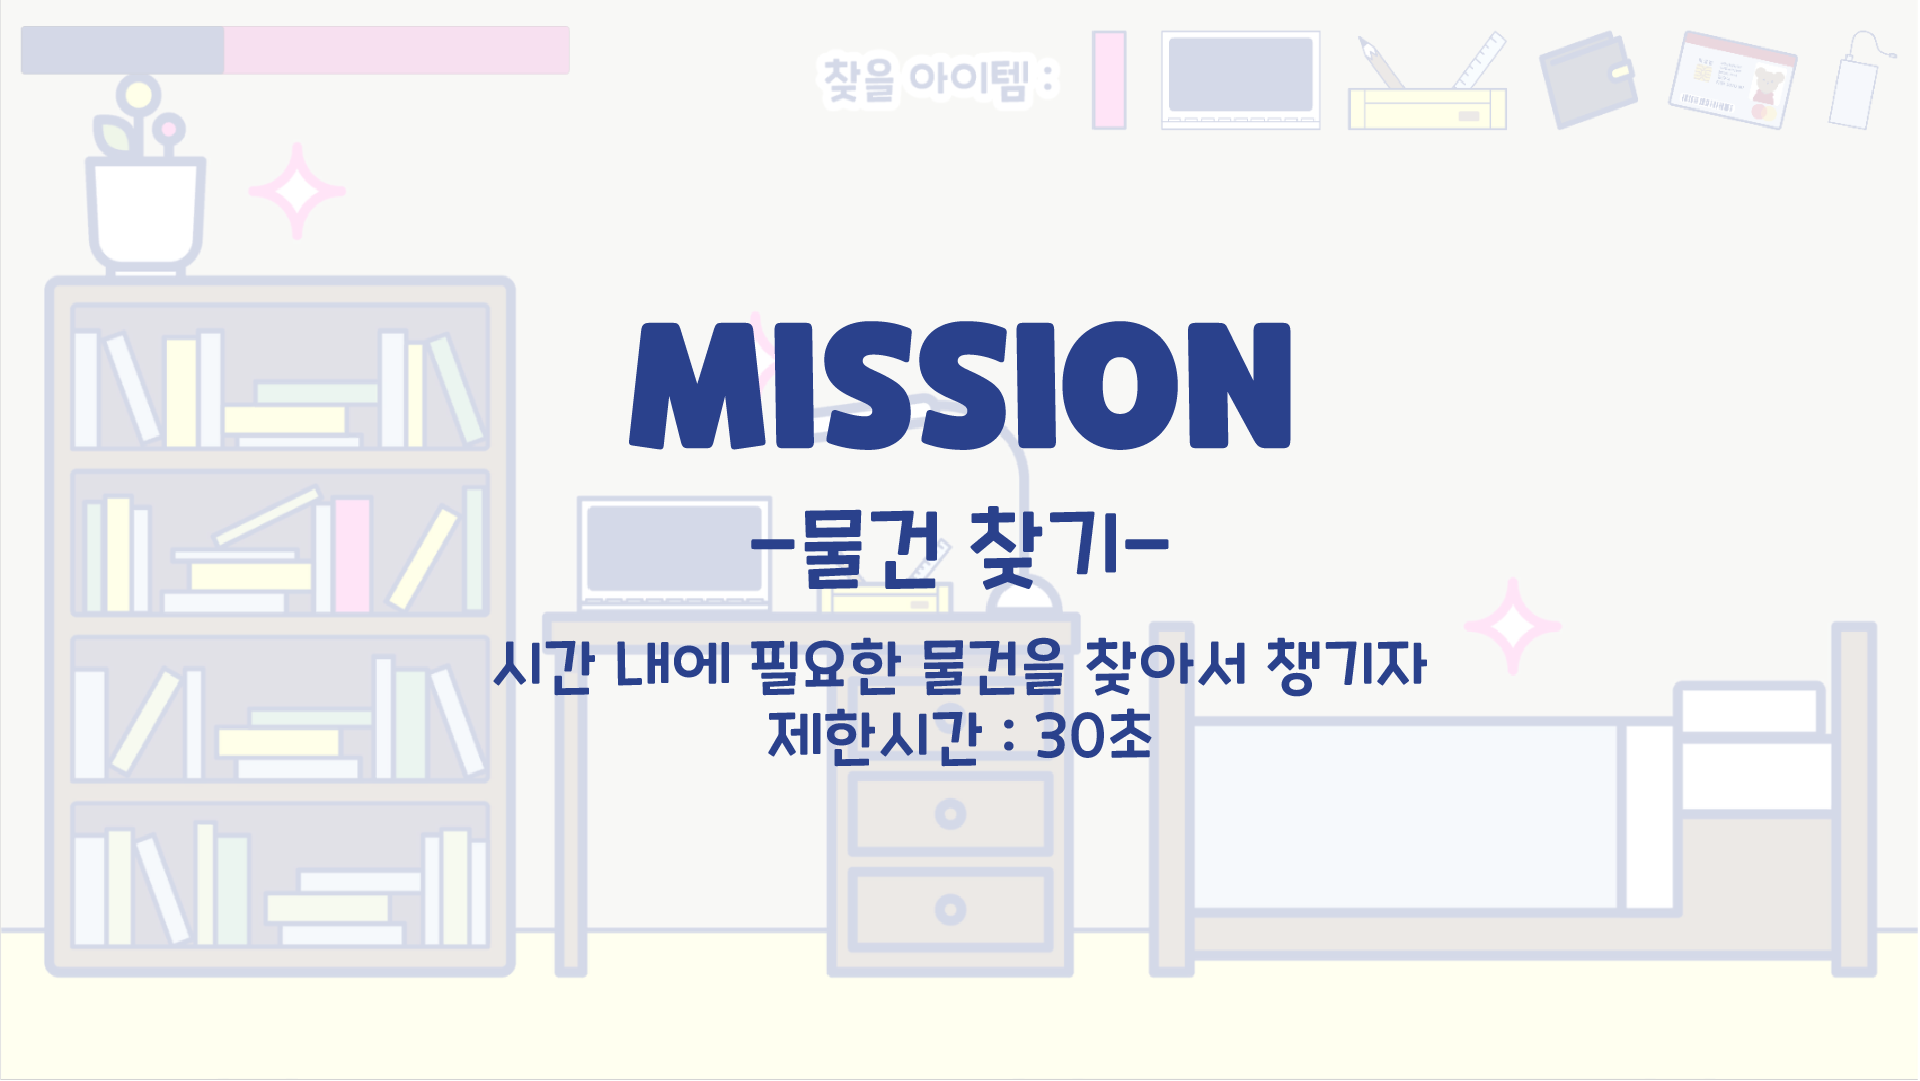 찾을 아이템 :
MISSION
-물건 찾기-
시간 내에 필요한 물건을 찾아서 챙기자
제한시간 : 30초